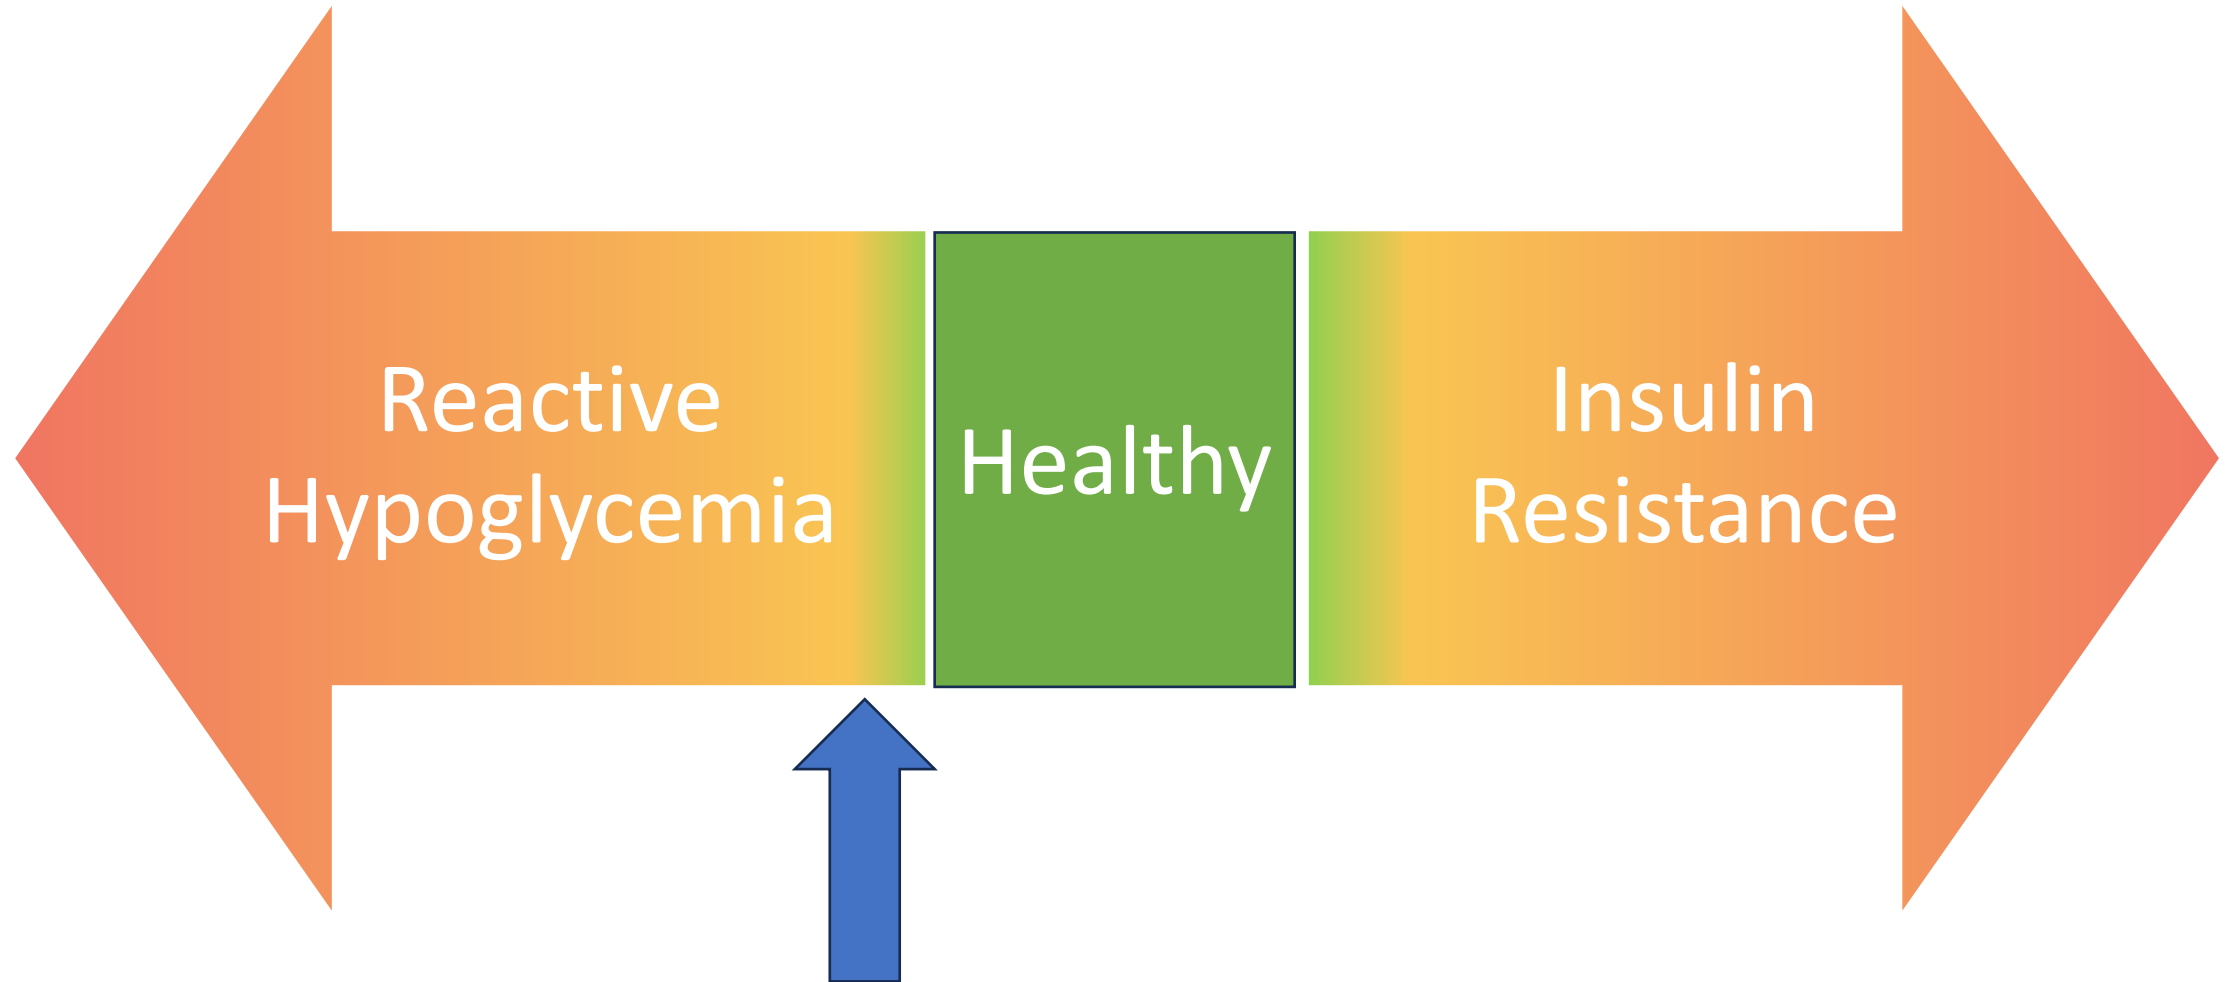 Reactive
Hypoglycemia
Healthy
Insulin
Resistance